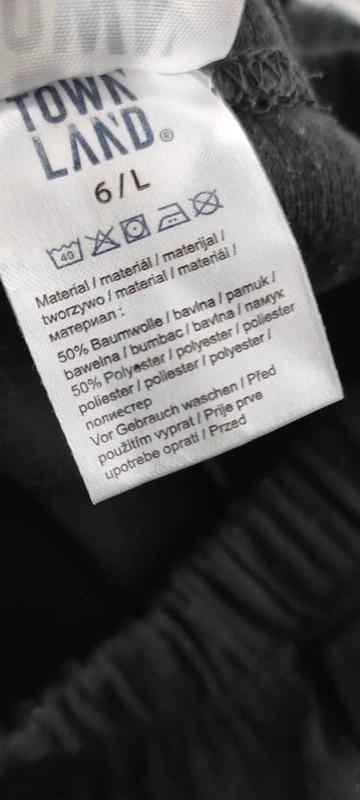 TOWN
LAND®
6/L
40
Material / materiál / materijal /
tworzywo / material / materiál /
материал :
50% Baumwolle / bavlna / pamuk /
bawełna / bumbac / bavlna / памук
50% Polyester / polyester / poliester
poliester / poliester / polyester /
полиестер
Vor Gebrauch waschen / Před
použitím vyprat / Prije prve
upotrebe oprati / Przed